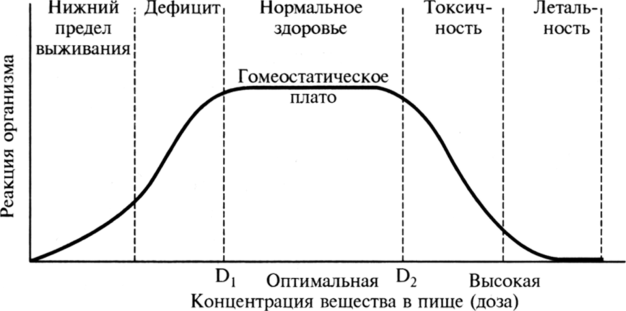 Нижний
предел
выживания
Дефицит
Нормальное
здоровье
Токсич-
ность
Леталь-
ность
Гомеостатическое
плато
Реакция организма
D1
Оптимальная
D2
Высокая
Концентрация вещества в пище (доза)